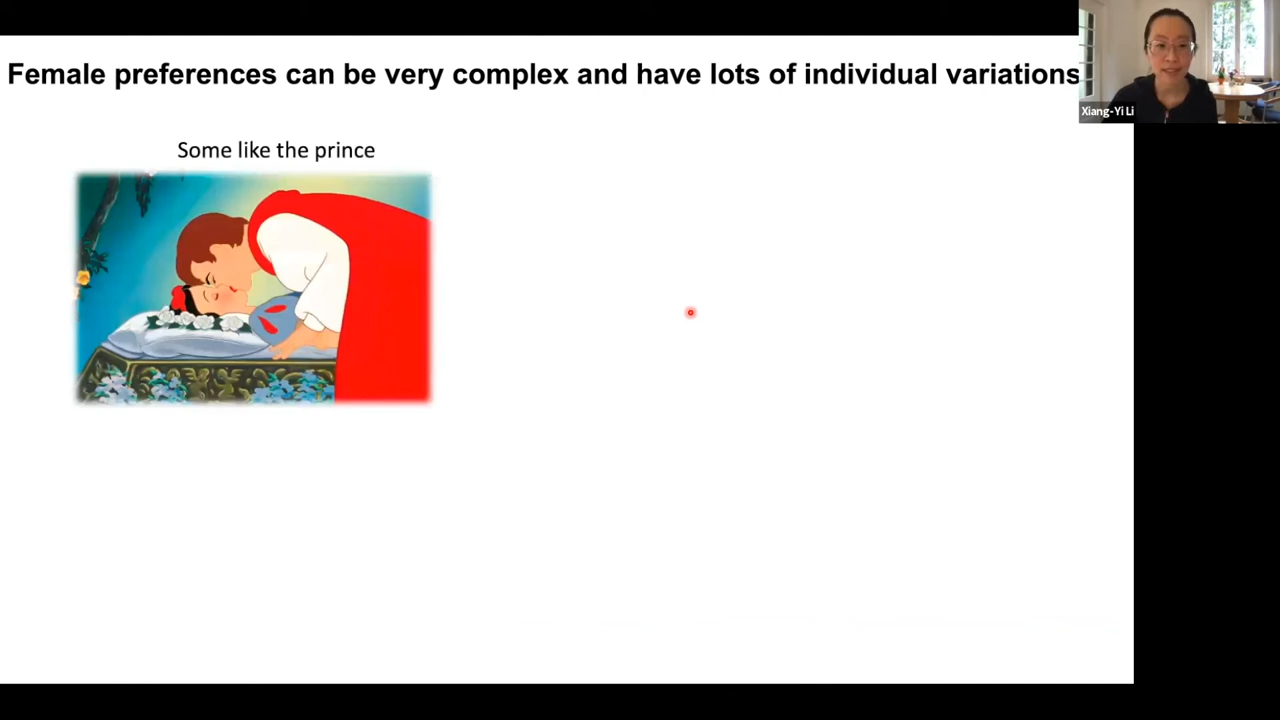 Female preferences can be very complex and have lots of individual variations
Xiang-Yi Li
Some like the prince